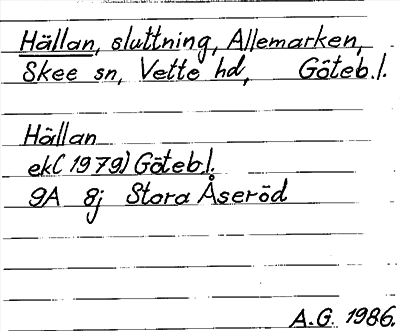 Hällan, sluttning, Allemarken,
Skee sn, Vette hd, Göteb.l.
Hällan
ek(1979) Göteb.l.
9A 8j Stora Åseröd
A.G. 1986.